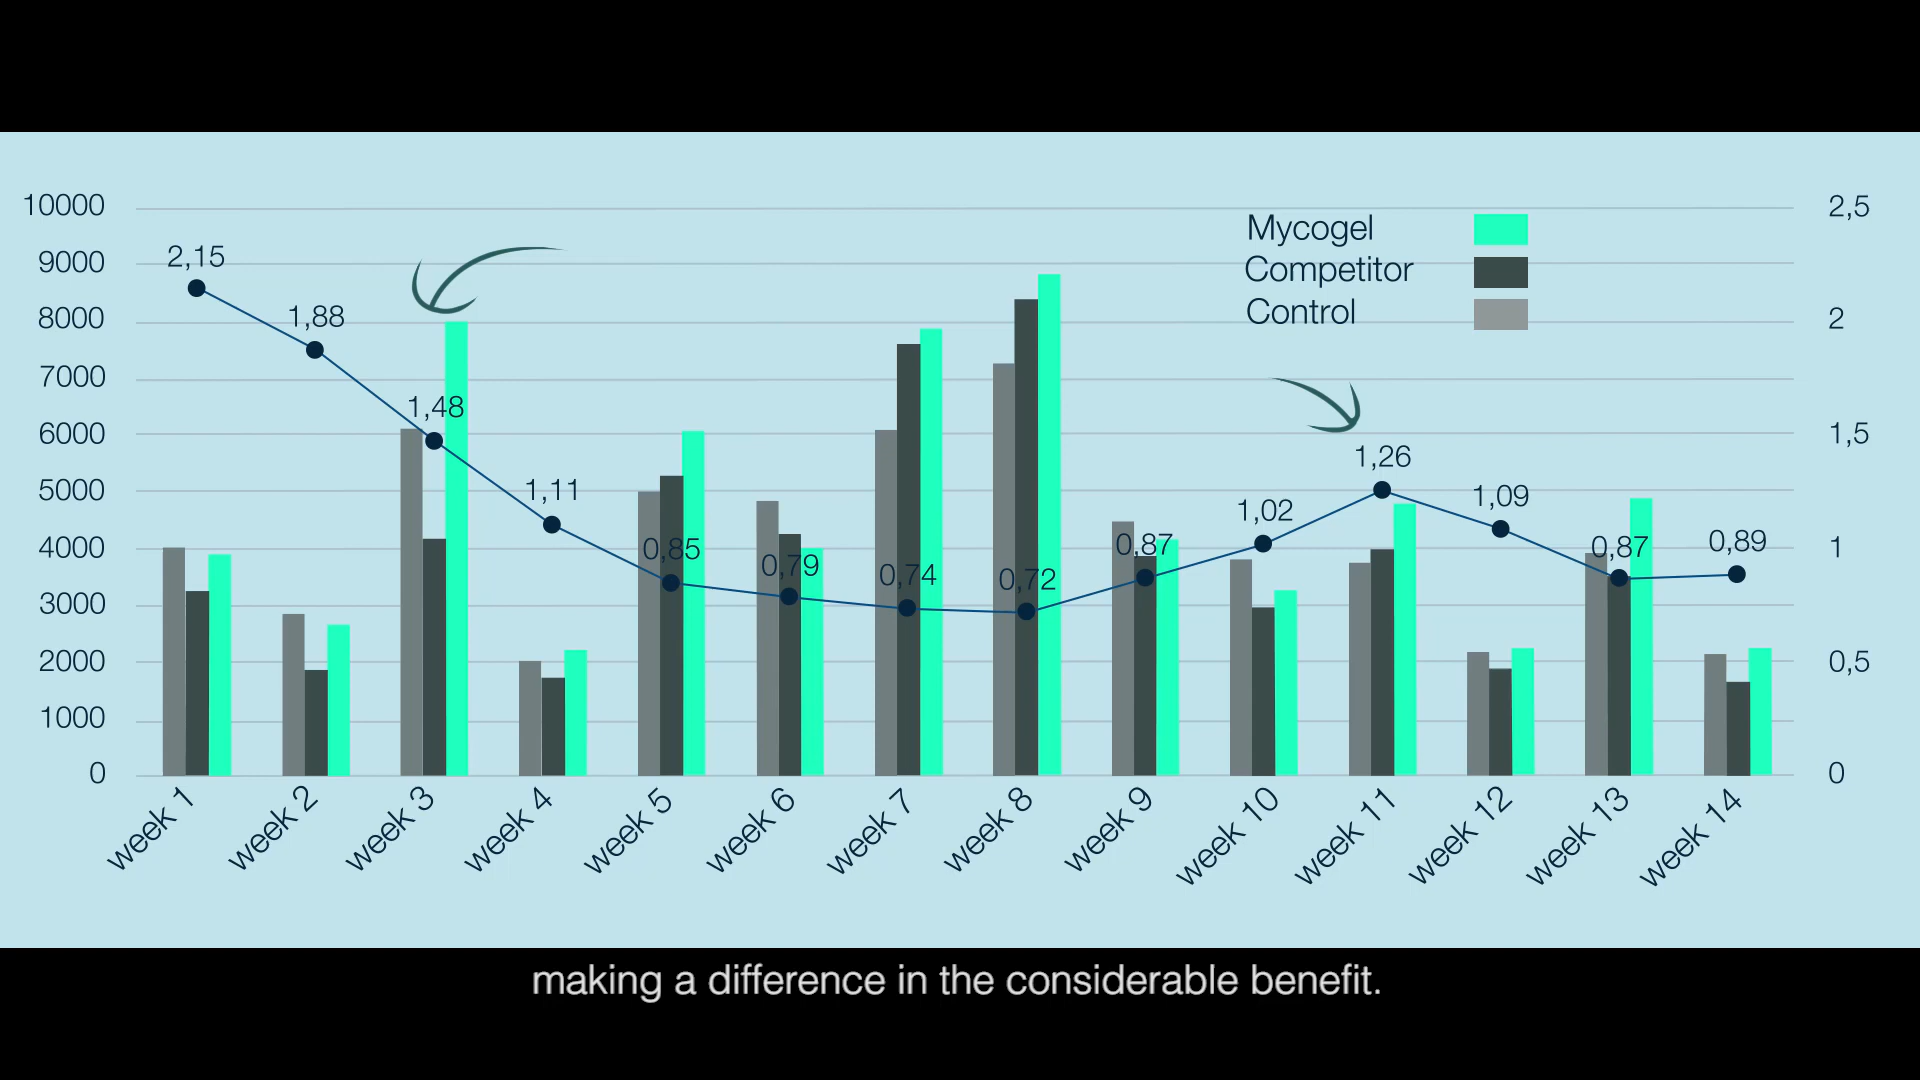 10000
9000
8000
7000
6000
5000
4000
3000
2000
1000
0
2,15
1,88
1,48
1,11
0,85
0,79
0,74
0,72
0,87
1,02
1,26
1,09
0,87
0,89
Mycogel
Competitor
Control
2,5
2
1,5
1
0,5
0
week 1
week 2
week 3
week 4
week 5
week 6
week 7
week 8
week 9
week 10
week 11
week 12
week 13
week 14
making a difference in the considerable benefit.